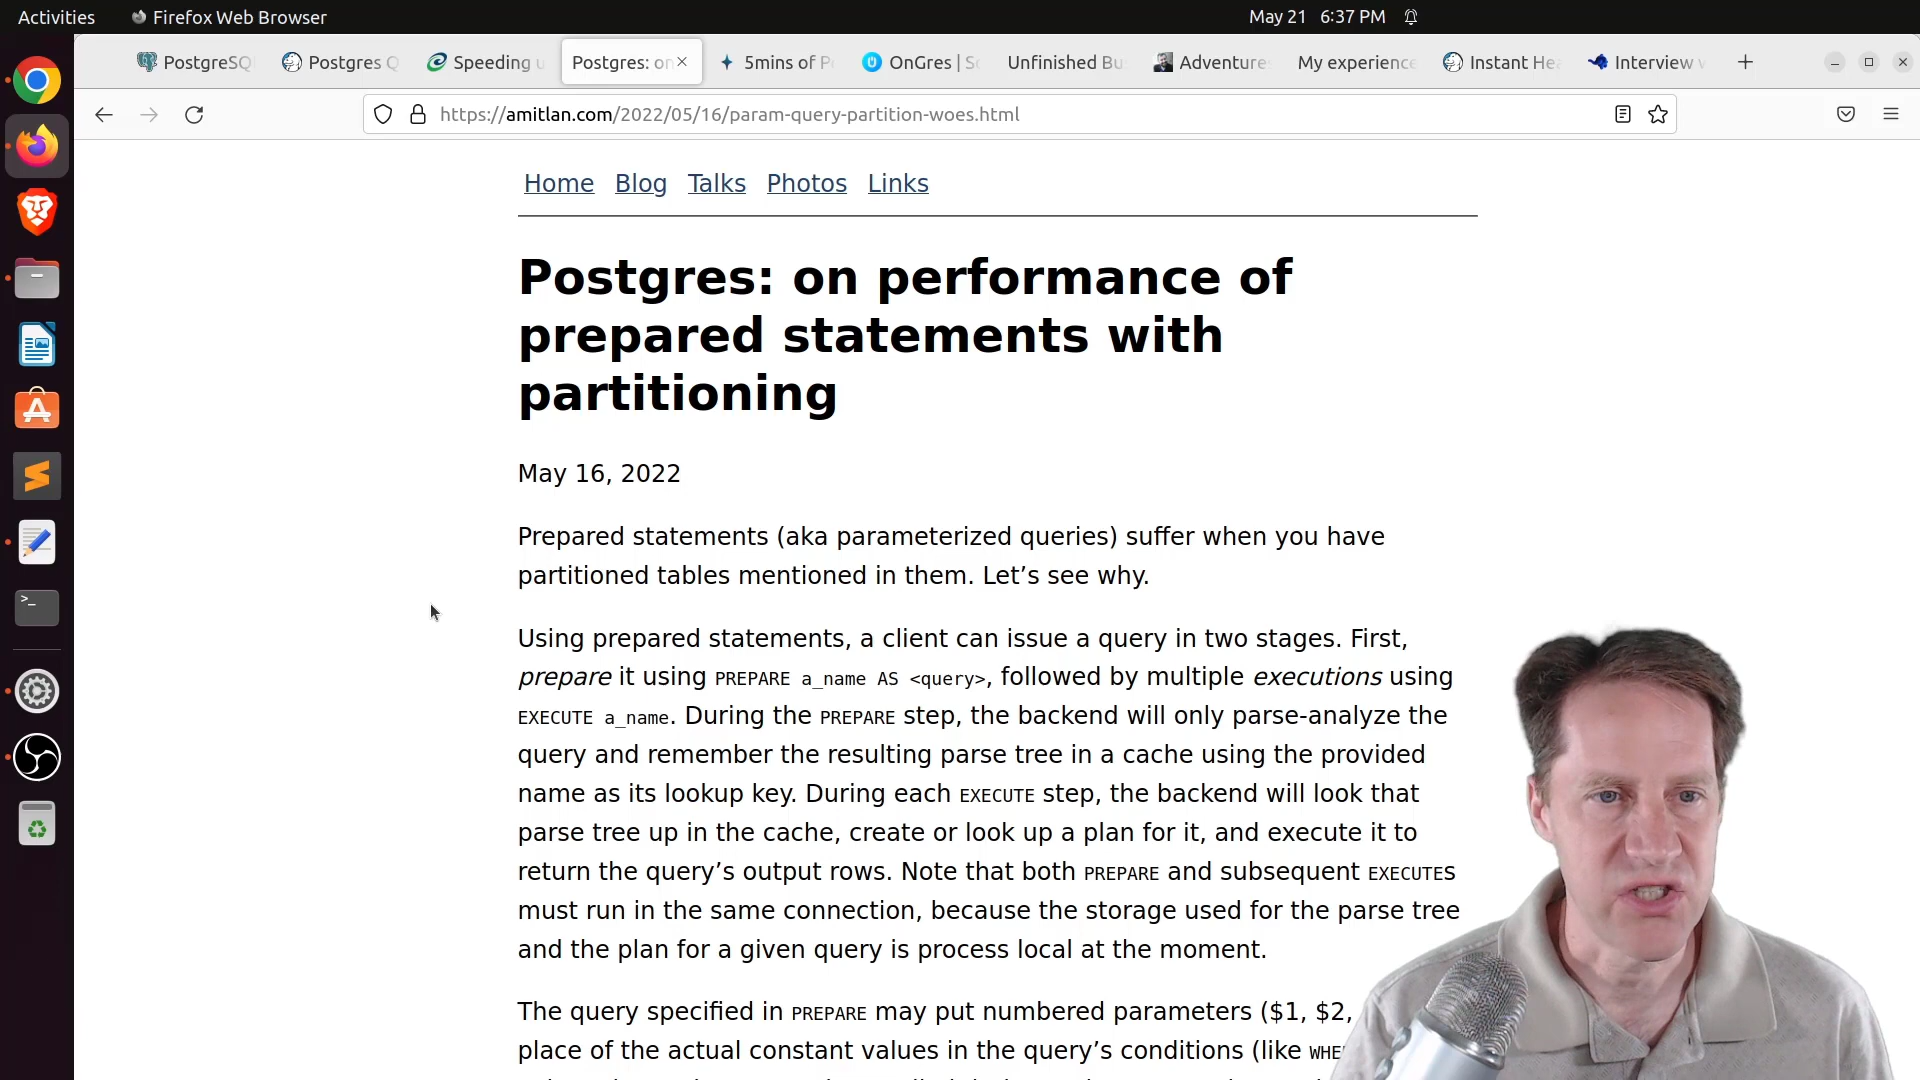 Activities Firefox Web Browser May 21 6:37 PM
PostgreSQ Postgres Q Speeding u Postgres: on 5mins of P OnGres | S Unfinished Bu Adventure My experience Instant He Interview
https://amitlan.com/2022/05/16/param-query-partition-woes.html
Home Blog Talks Photos Links
Postgres: on performance of
prepared statements with
partitioning
May 16, 2022
Prepared statements (aka parameterized queries) suffer when you have
partitioned tables mentioned in them. Let’s see why.
Using prepared statements, a client can issue a query in two stages. First,
prepare it using PREPARE a_name AS <query>, followed by multiple executions using
EXECUTE a_name. During the PREPARE step, the backend will only parse-analyze the
query and remember the resulting parse tree in a cache using the provided
name as its lookup key. During each EXECUTE step, the backend will look that
parse tree up in the cache, create or look up a plan for it, and execute it to
return the query’s output rows. Note that both PREPARE and subsequent EXECUTEs
must run in the same connection, because the storage used for the parse tree
and the plan for a given query is process local at the moment.
The query specified in PREPARE may put numbered parameters ($1, $2,
place of the actual constant values in the query’s conditions (like WHE